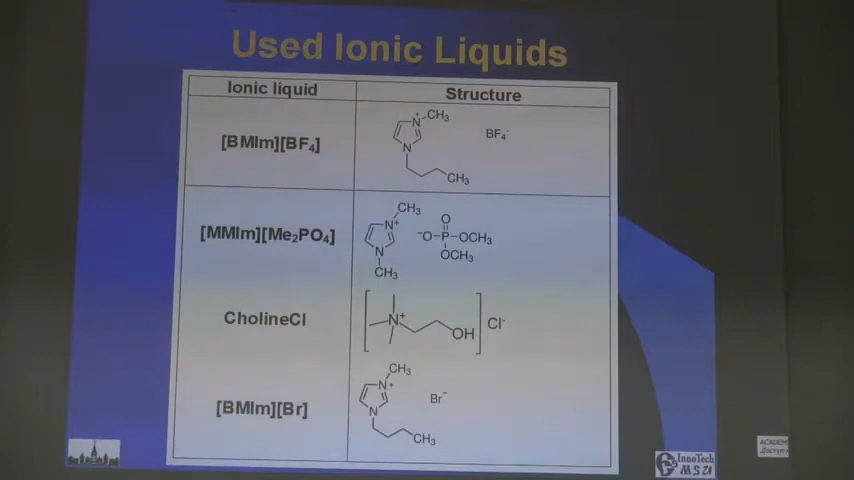 Used Ionic Liquids
Ionic liquid Structure
[BMIm][BF₄] N⁺ CH₃ N CH₃ BF₄⁻
[MMIm][Me₂PO₄] CH₃ N⁺ N CH₃ O ⁻O-P-OCH₃ OCH₃
CholineCl N⁺ OH Cl⁻
[BMIm][Br] CH₃ N⁺ N CH₃ Br⁻
InnoTech
ACADEM